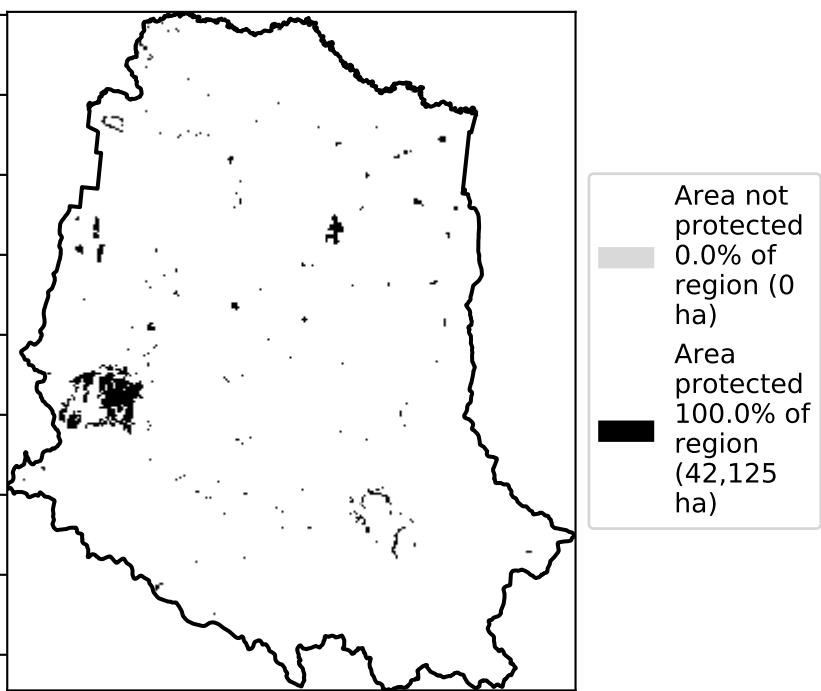 Area not
protected
0.0% of
region (0
ha)
Area
protected
100.0% of
region
(42,125
ha)